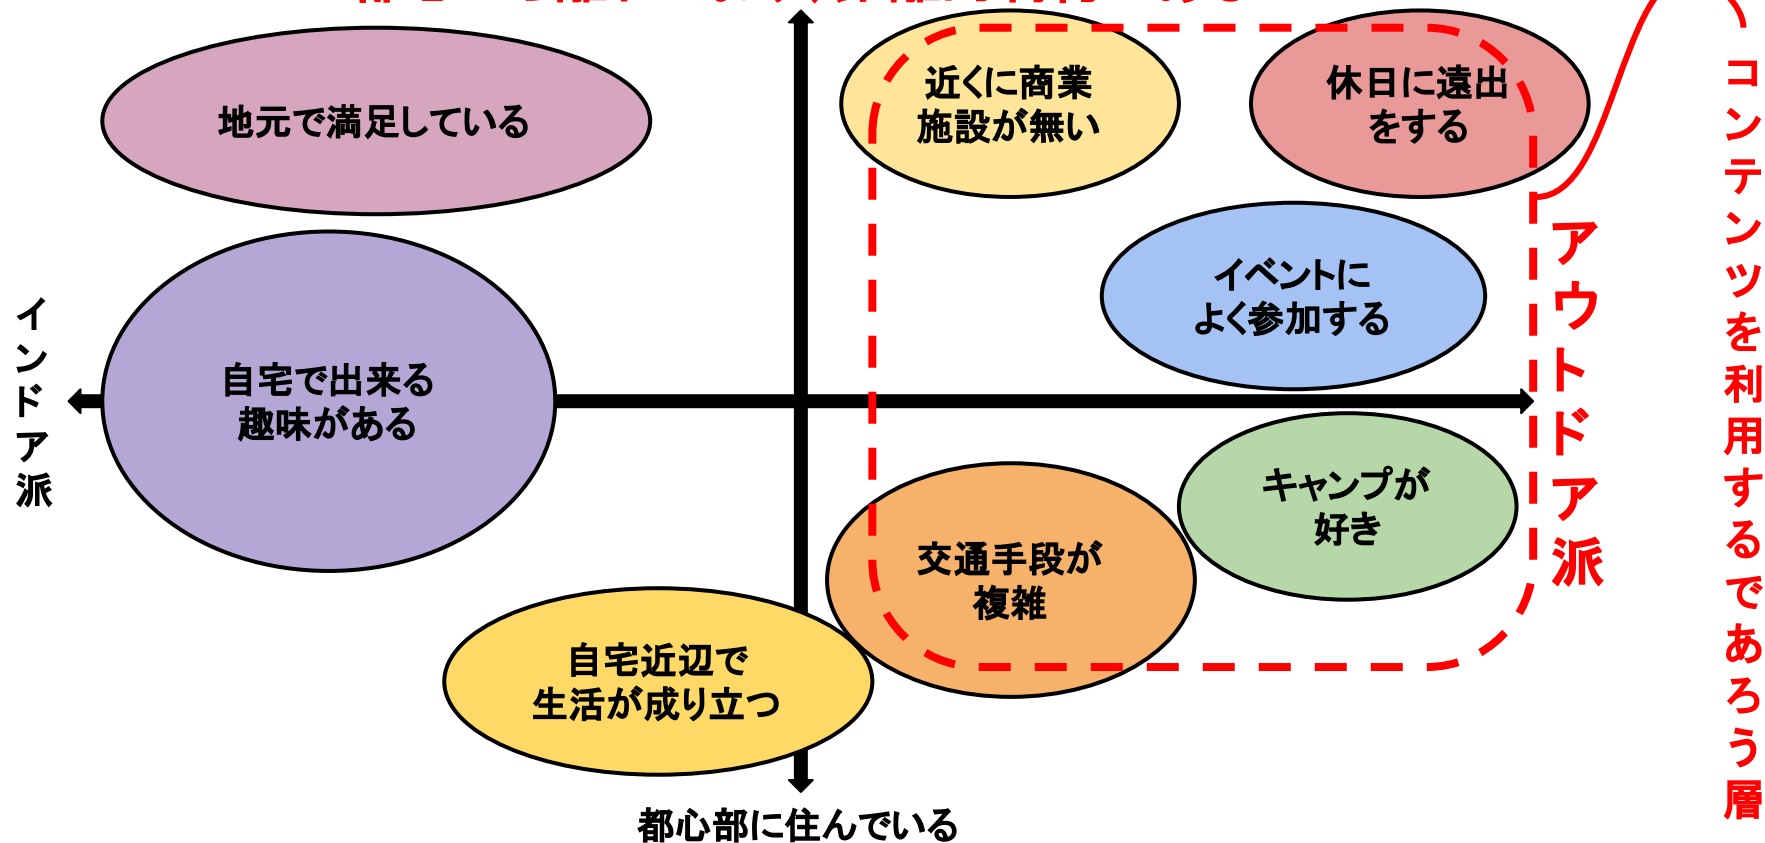 地元で満足している
近くに商業
施設が無い
休日に遠出
をする
イベントに
よく参加する
インドア派
自宅で出来る
趣味がある
アウトドア派
キャンプが
好き
交通手段が
複雑
自宅近辺で
生活が成り立つ
都心部に住んでいる
コンテンツを利用するであろう層